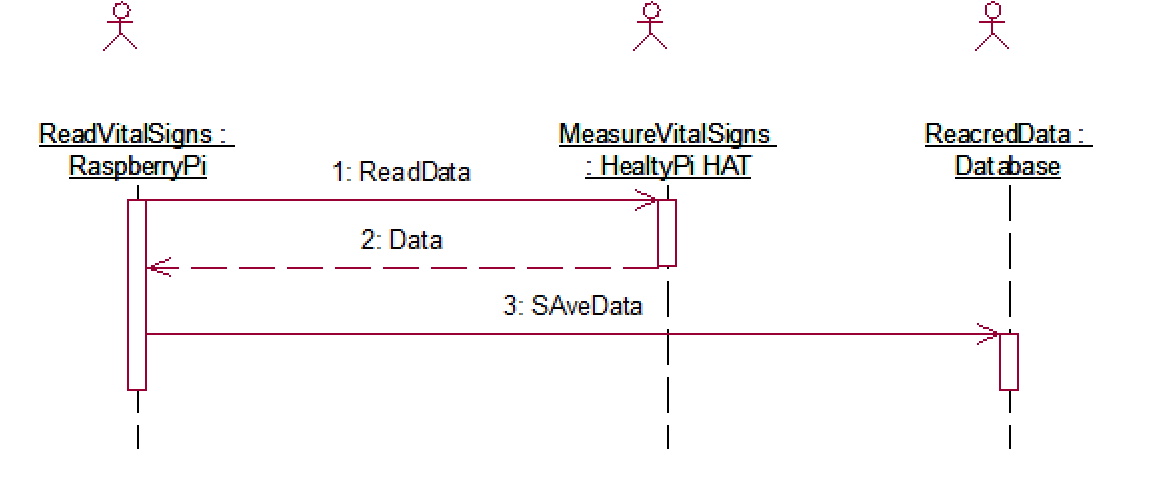 ReadVitalSigns :
RaspberryPi
MeasureVitalSigns
: HealtyPi HAT
ReacredData :
Database
1: ReadData
2: Data
3: SAveData